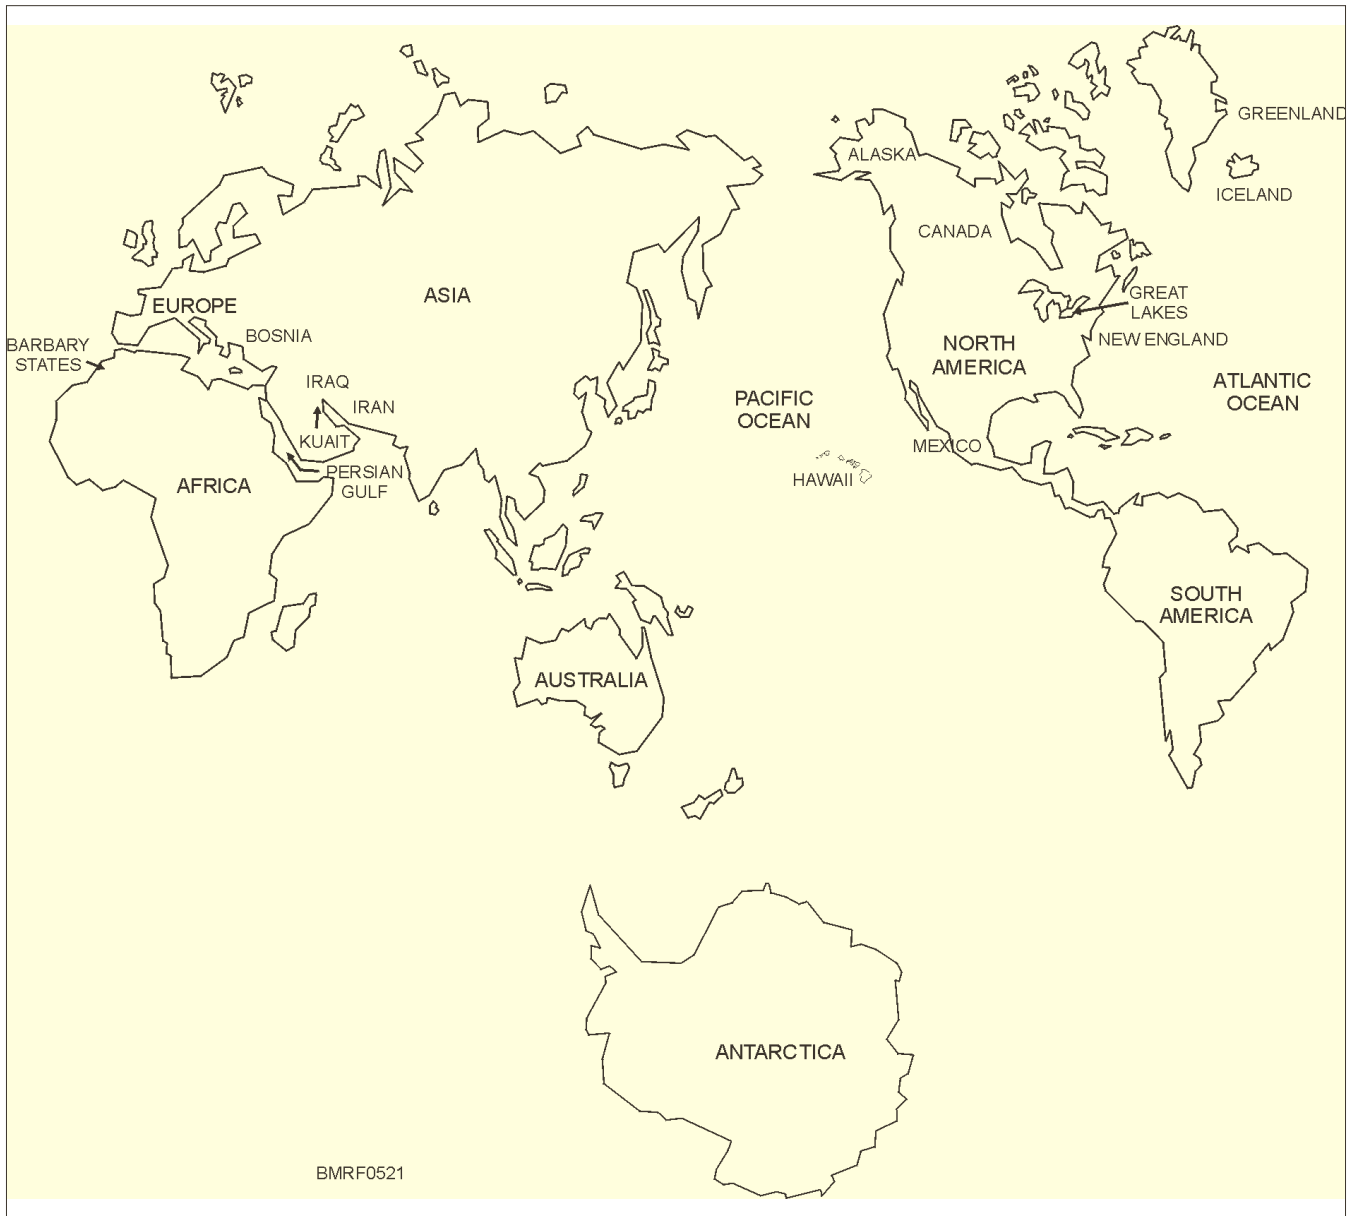 GREENLAND
ALASKA
ICELAND
CANADA
ASIA
EUROPE
GREAT
LAKES
BOSNIA
NEW ENGLAND
BARBARY
STATES
NORTH
AMERICA
IRAQ
ATLANTIC
OCEAN
IRAN
PACIFIC
OCEAN
KUAIT
MEXICO
PERSIAN
GULF
HAWAII
AFRICA
SOUTH
AMERICA
AUSTRALIA
ANTARCTICA
BMRF0521